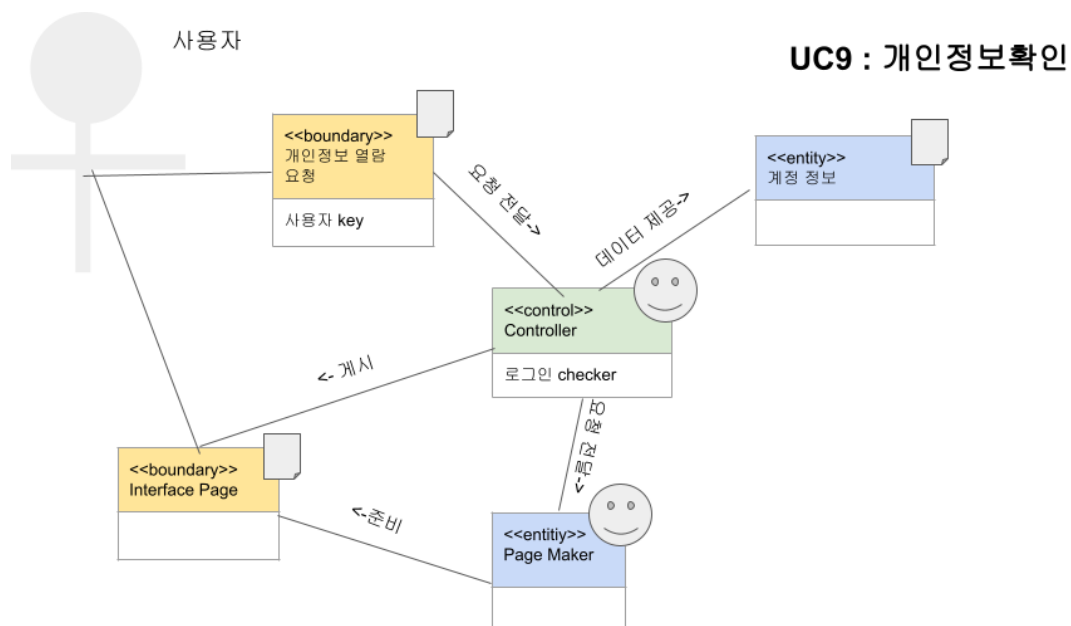 사용자
UC9 : 개인정보확인
<<boundary>>
개인정보 열람
요청
사용자 key
요청 전달->
<<entity>>
계정 정보
데이터 제공->
<<control>>
Controller
로그인 checker
<- 게시
요청 전달->
<<boundary>>
Interface Page
<-준비
<<entitiy>>
Page Maker